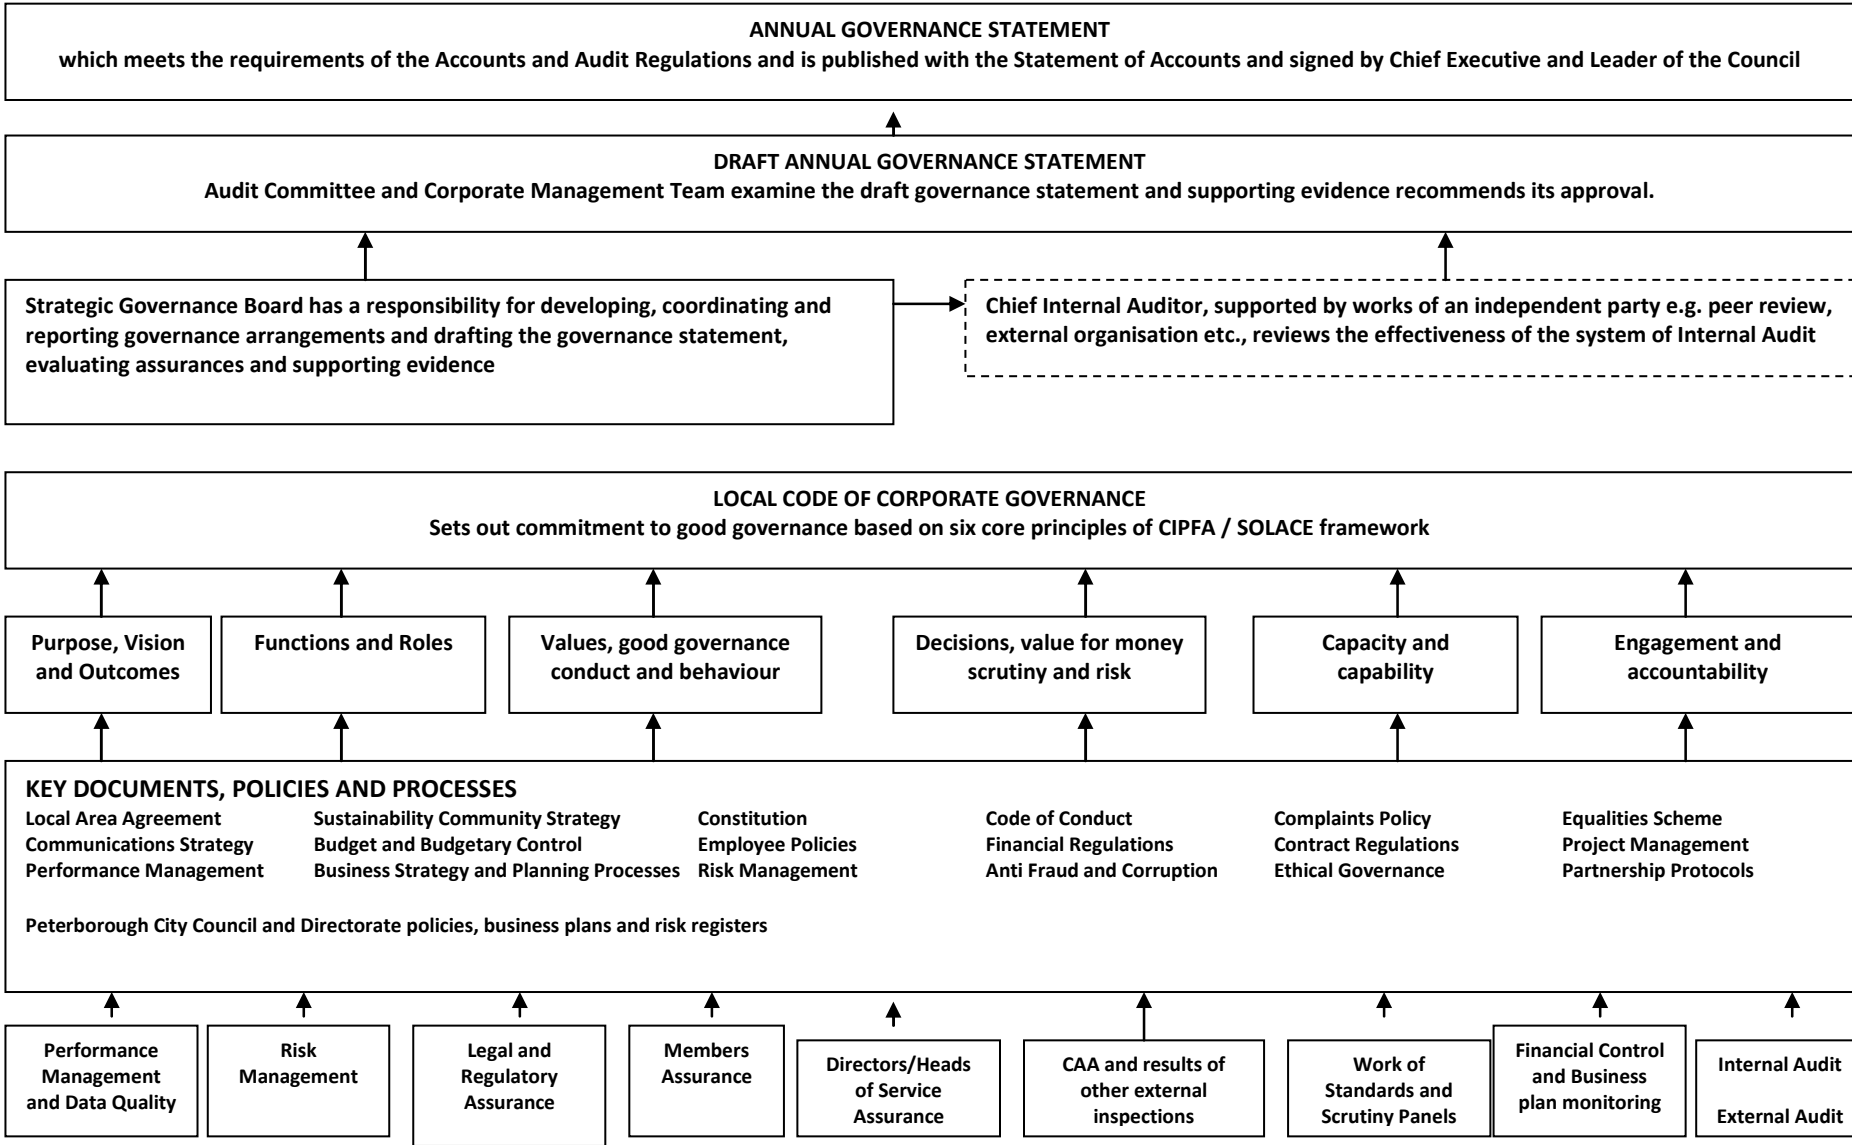 ANNUAL GOVERNANCE STATEMENT
which meets the requirements of the Accounts and Audit Regulations and is published with the Statement of Accounts and signed by Chief Executive and Leader of the Council
DRAFT ANNUAL GOVERNANCE STATEMENT
Audit Committee and Corporate Management Team examine the draft governance statement and supporting evidence recommends its approval.
Strategic Governance Board has a responsibility for developing, coordinating and
reporting governance arrangements and drafting the governance statement,
evaluating assurances and supporting evidence
Chief Internal Auditor, supported by works of an independent party e.g. peer review,
external organisation etc., reviews the effectiveness of the system of Internal Audit
LOCAL CODE OF CORPORATE GOVERNANCE
Sets out commitment to good governance based on six core principles of CIPFA / SOLACE framework
Purpose, Vision
and Outcomes
Functions and Roles
Values, good governance
conduct and behaviour
Decisions, value for money
scrutiny and risk
Capacity and
capability
Engagement and
accountability
KEY DOCUMENTS, POLICIES AND PROCESSES
Local Area Agreement Sustainability Community Strategy Constitution Code of Conduct Complaints Policy Equalities Scheme
Communications Strategy Budget and Budgetary Control Employee Policies Financial Regulations Contract Regulations Project Management
Performance Management Business Strategy and Planning Processes Risk Management Anti Fraud and Corruption Ethical Governance Partnership Protocols
Peterborough City Council and Directorate policies, business plans and risk registers
Performance
Management
and Data Quality
Risk
Management
Legal and
Regulatory
Assurance
Members
Assurance
Directors/Heads
of Service
Assurance
CAA and results of
other external
inspections
Work of
Standards and
Scrutiny Panels
Financial Control
and Business
plan monitoring
Internal Audit
External Audit